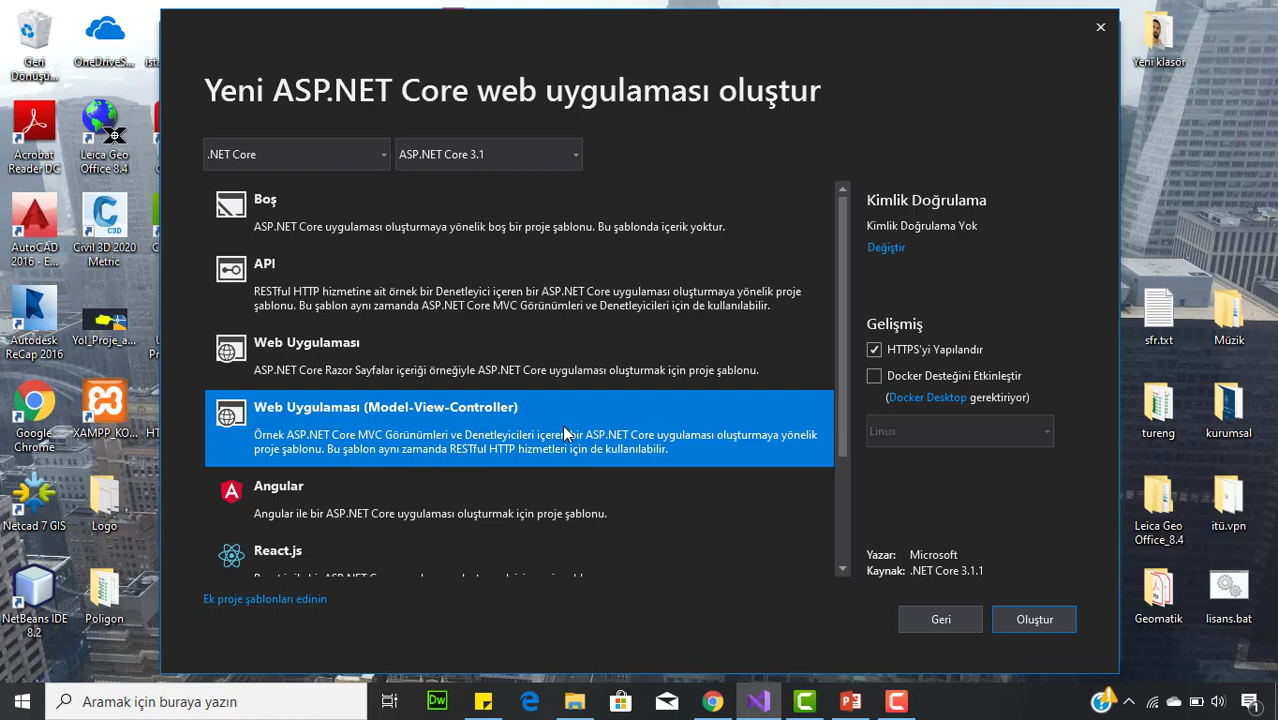 Yeni ASP.NET Core web uygulaması oluştur
.NET Core
ASP.NET Core 3.1
Boş
ASP.NET Core uygulaması oluşturmaya yönelik boş bir proje şablonu. Bu şablonda içerik yoktur.
API
RESTful HTTP hizmetine ait örnek bir Denetleyici içeren bir ASP.NET Core uygulaması oluşturmaya yönelik proje
şablonu. Bu şablon aynı zamanda ASP.NET Core MVC Görünümleri ve Denetleyicileri için de kullanılabilir.
Web Uygulaması
ASP.NET Core Razor Sayfalar içeriği örneğiyle ASP.NET Core uygulaması oluşturmak için proje şablonu.
Web Uygulaması (Model-View-Controller)
Örnek ASP.NET Core MVC Görünümleri ve Denetleyicileri içeren bir ASP.NET Core uygulaması oluşturmaya yönelik
proje şablonu. Bu şablon aynı zamanda RESTful HTTP hizmetleri için de kullanılabilir.
Angular
Angular ile bir ASP.NET Core uygulaması oluşturmak için proje şablonu.
React.js
Ek proje şablonları edinin
Kimlik Doğrulama
Kimlik Doğrulama Yok
Değiştir
Gelişmiş
HTTPS'yi Yapılandır
Docker Desteğini Etkinleştir
(Docker Desktop gerektiriyor)
Linux
Yazar: Microsoft
Kaynak: .NET Core 3.1.1
Geri
Oluştur
Geri
Dönüşü...
OneDriveS...
Acrobat
Reader DC
Leica Geo
Office 8.4
AutoCAD
2016 - E...
Civil 3D 2020
Metric
Autodesk
ReCap 2016
Yol_Proje_a...
Google
Chrome
XAMPP_KO...
Netcad 7 GIS
Logo
NetBeans IDE
8.2
Poligon
Yeni klasör
sfr.txt
Müzik
tureng
kurumsal
Leica Geo
Office_8.4
itü.vpn
Geomatik
lisans.bat
Aramak için buraya yazın
Dw
1